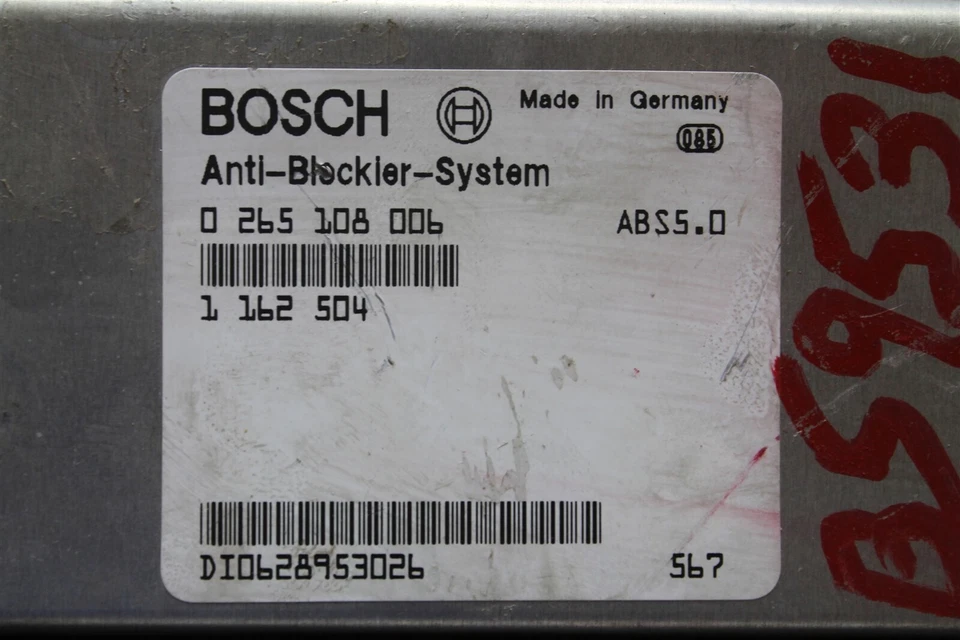 BOSCH
Made in Germany
085
Anti-Blockier-System
0 265 108 006
ABS5.0
1 162 504
DI0628953026
567
BS9531